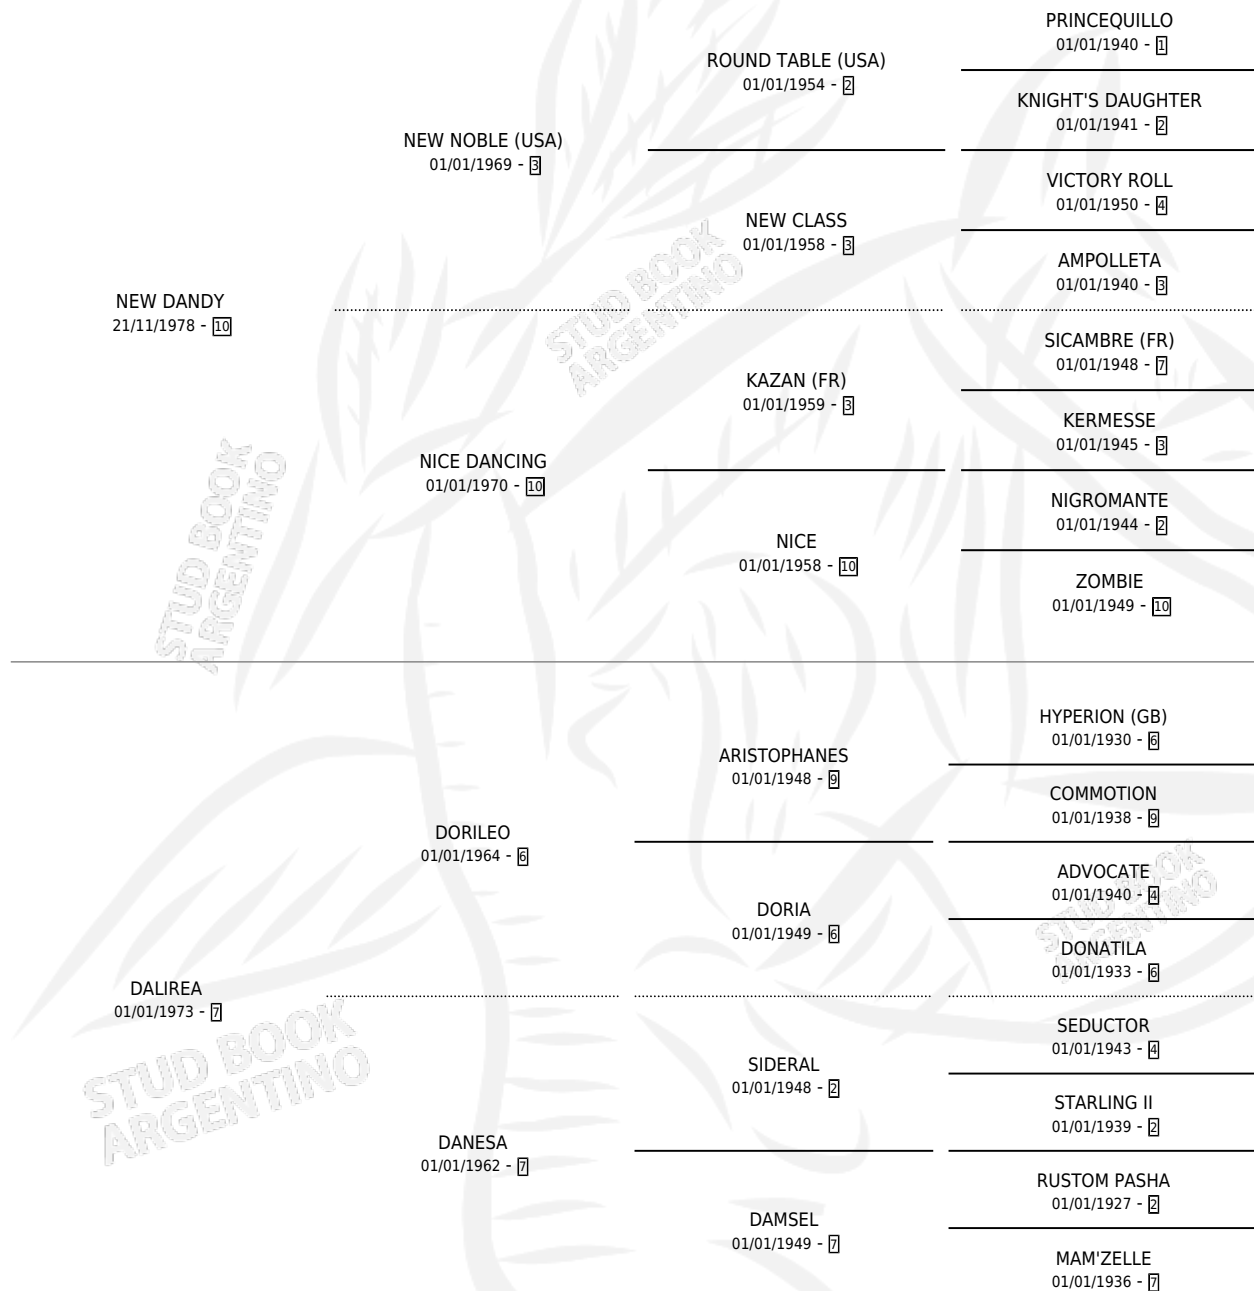 PRINCEQUILLO
01/01/1940 - 1
ROUND TABLE (USA)
01/01/1954 - 2
KNIGHT'S DAUGHTER
01/01/1941 - 2
NEW NOBLE (USA)
01/01/1969 - 3
VICTORY ROLL
01/01/1950 - 4
NEW CLASS
01/01/1958 - 3
AMPOLLETA
01/01/1940 - 3
NEW DANDY
21/11/1978 - 10
SICAMBRE (FR)
01/01/1948 - 7
KAZAN (FR)
01/01/1959 - 3
KERMESSE
01/01/1945 - 3
NICE DANCING
01/01/1970 - 10
NIGROMANTE
01/01/1944 - 2
NICE
01/01/1958 - 10
ZOMBIE
01/01/1949 - 10
HYPERION (GB)
01/01/1930 - 6
ARISTOPHANES
01/01/1948 - 9
COMMOTION
01/01/1938 - 9
DORILEO
01/01/1964 - 6
ADVOCATE
01/01/1940 - 4
DORIA
01/01/1949 - 6
DONATILA
01/01/1933 - 6
DALIREA
01/01/1973 - 7
SEDUCTOR
01/01/1943 - 4
SIDERAL
01/01/1948 - 2
STARLING II
01/01/1939 - 2
DANESA
01/01/1962 - 7
RUSTOM PASHA
01/01/1927 - 2
DAMSEL
01/01/1949 - 7
MAM'ZELLE
01/01/1936 - 7
STUD BOOK
ARGENTINO
STUD BOOK
ARGENTINO
STUD BOOK
ARGENTINO
STUD BOOK
ARGENTINO